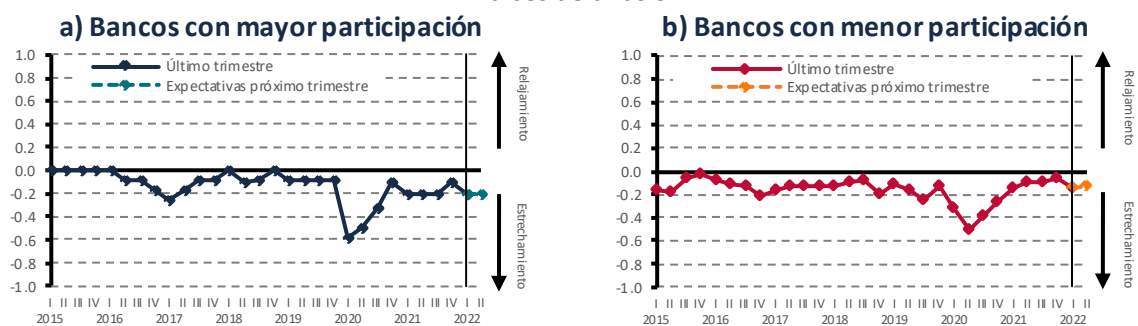 a) Bancos con mayor participación
1.0
0.8
0.6
0.4
0.2
0.0
-0.2
-0.4
-0.6
-0.8
-1.0
Último trimestre
Expectativas próximo trimestre
Relajamiento
Estrechamiento
I II III IV I II III IV I II III IV I II III IV I II III IV I II III IV I II III IV I II
2015 2016 2017 2018 2019 2020 2021 2022
b) Bancos con menor participación
1.0
0.8
0.6
0.4
0.2
0.0
-0.2
-0.4
-0.6
-0.8
-1.0
Último trimestre
Expectativas próximo trimestre
Relajamiento
Estrechamiento
I II III IV I II III IV I II III IV I II III IV I II III IV I II III IV I II III IV I II
2015 2016 2017 2018 2019 2020 2021 2022